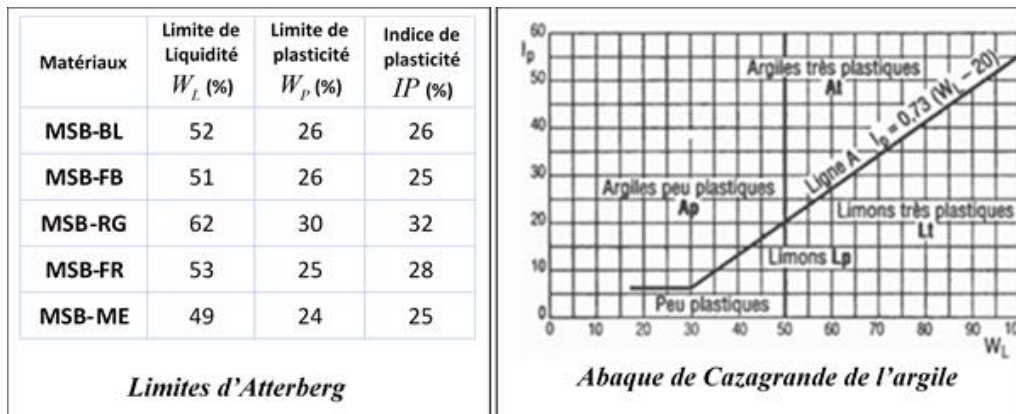 Matériaux
Limite de Liquidité W_L (%)
Limite de plasticité W_P (%)
Indice de plasticité IP (%)
MSB-BL 52 26 26
MSB-FB 51 26 25
MSB-RG 62 30 32
MSB-FR 53 25 28
MSB-ME 49 24 25
Limites d'Atterberg
60
I_p
50
40
30
20
10
0
Argiles très plastiques
At
Ligne A I_p = 0,73 (W_L – 20)
Argiles peu plastiques
Ap
Limons très plastiques
Lt
Limons Lp
Peu plastiques
0 10 20 30 40 50 60 70 80 90 100
W_L
Abaque de Cazagrande de l'argile